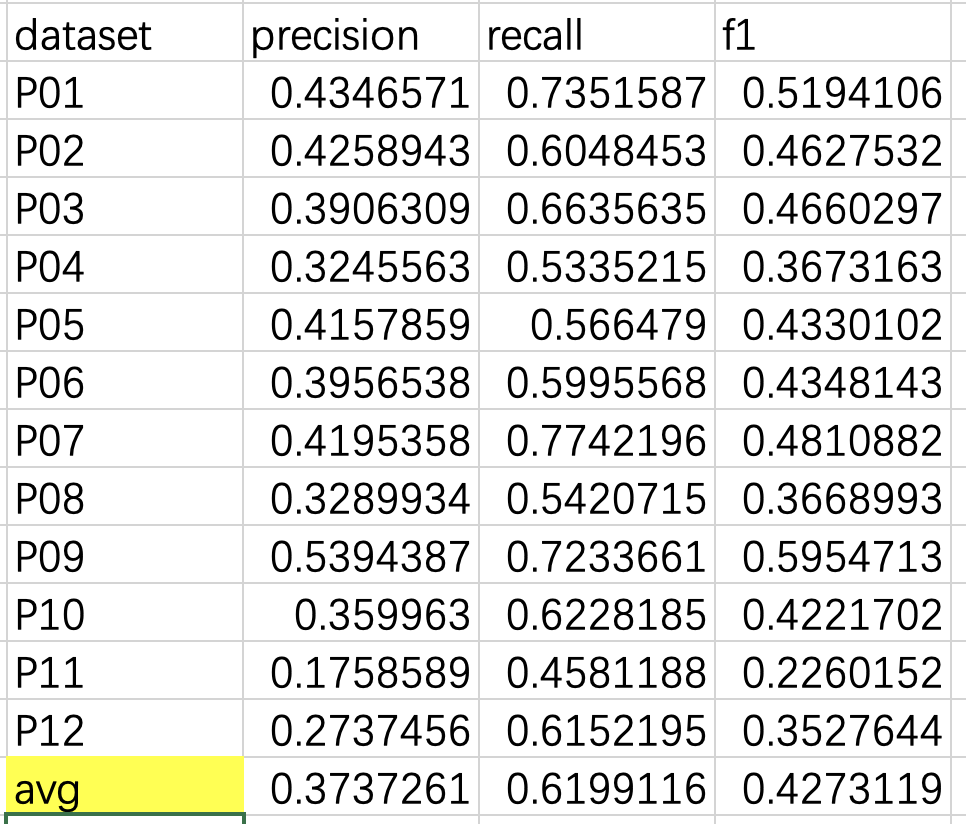 dataset precision recall f1
P01 0.4346571 0.7351587 0.5194106
P02 0.4258943 0.6048453 0.4627532
P03 0.3906309 0.6635635 0.4660297
P04 0.3245563 0.5335215 0.3673163
P05 0.4157859 0.566479 0.4330102
P06 0.3956538 0.5995568 0.4348143
P07 0.4195358 0.7742196 0.4810882
P08 0.3289934 0.5420715 0.3668993
P09 0.5394387 0.7233661 0.5954713
P10 0.359963 0.6228185 0.4221702
P11 0.1758589 0.4581188 0.2260152
P12 0.2737456 0.6152195 0.3527644
avg 0.3737261 0.6199116 0.4273119